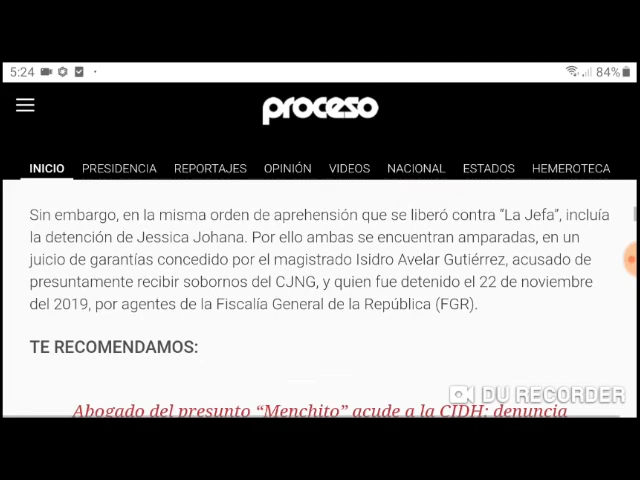 5:24
84%
proceso
INICIO PRESIDENCIA REPORTAJES OPINIÓN VIDEOS NACIONAL ESTADOS HEMEROTECA
Sin embargo, en la misma orden de aprehensión que se liberó contra “La Jefa”, incluía
la detención de Jessica Johana. Por ello ambas se encuentran amparadas, en un
juicio de garantías concedido por el magistrado Isidro Avelar Gutiérrez, acusado de
presuntamente recibir sobornos del CJNG, y quien fue detenido el 22 de noviembre
del 2019, por agentes de la Fiscalía General de la República (FGR).
TE RECOMENDAMOS:
DU RECORDER
Abogado del presunto “Menchito” acude a la CIDH: denuncia